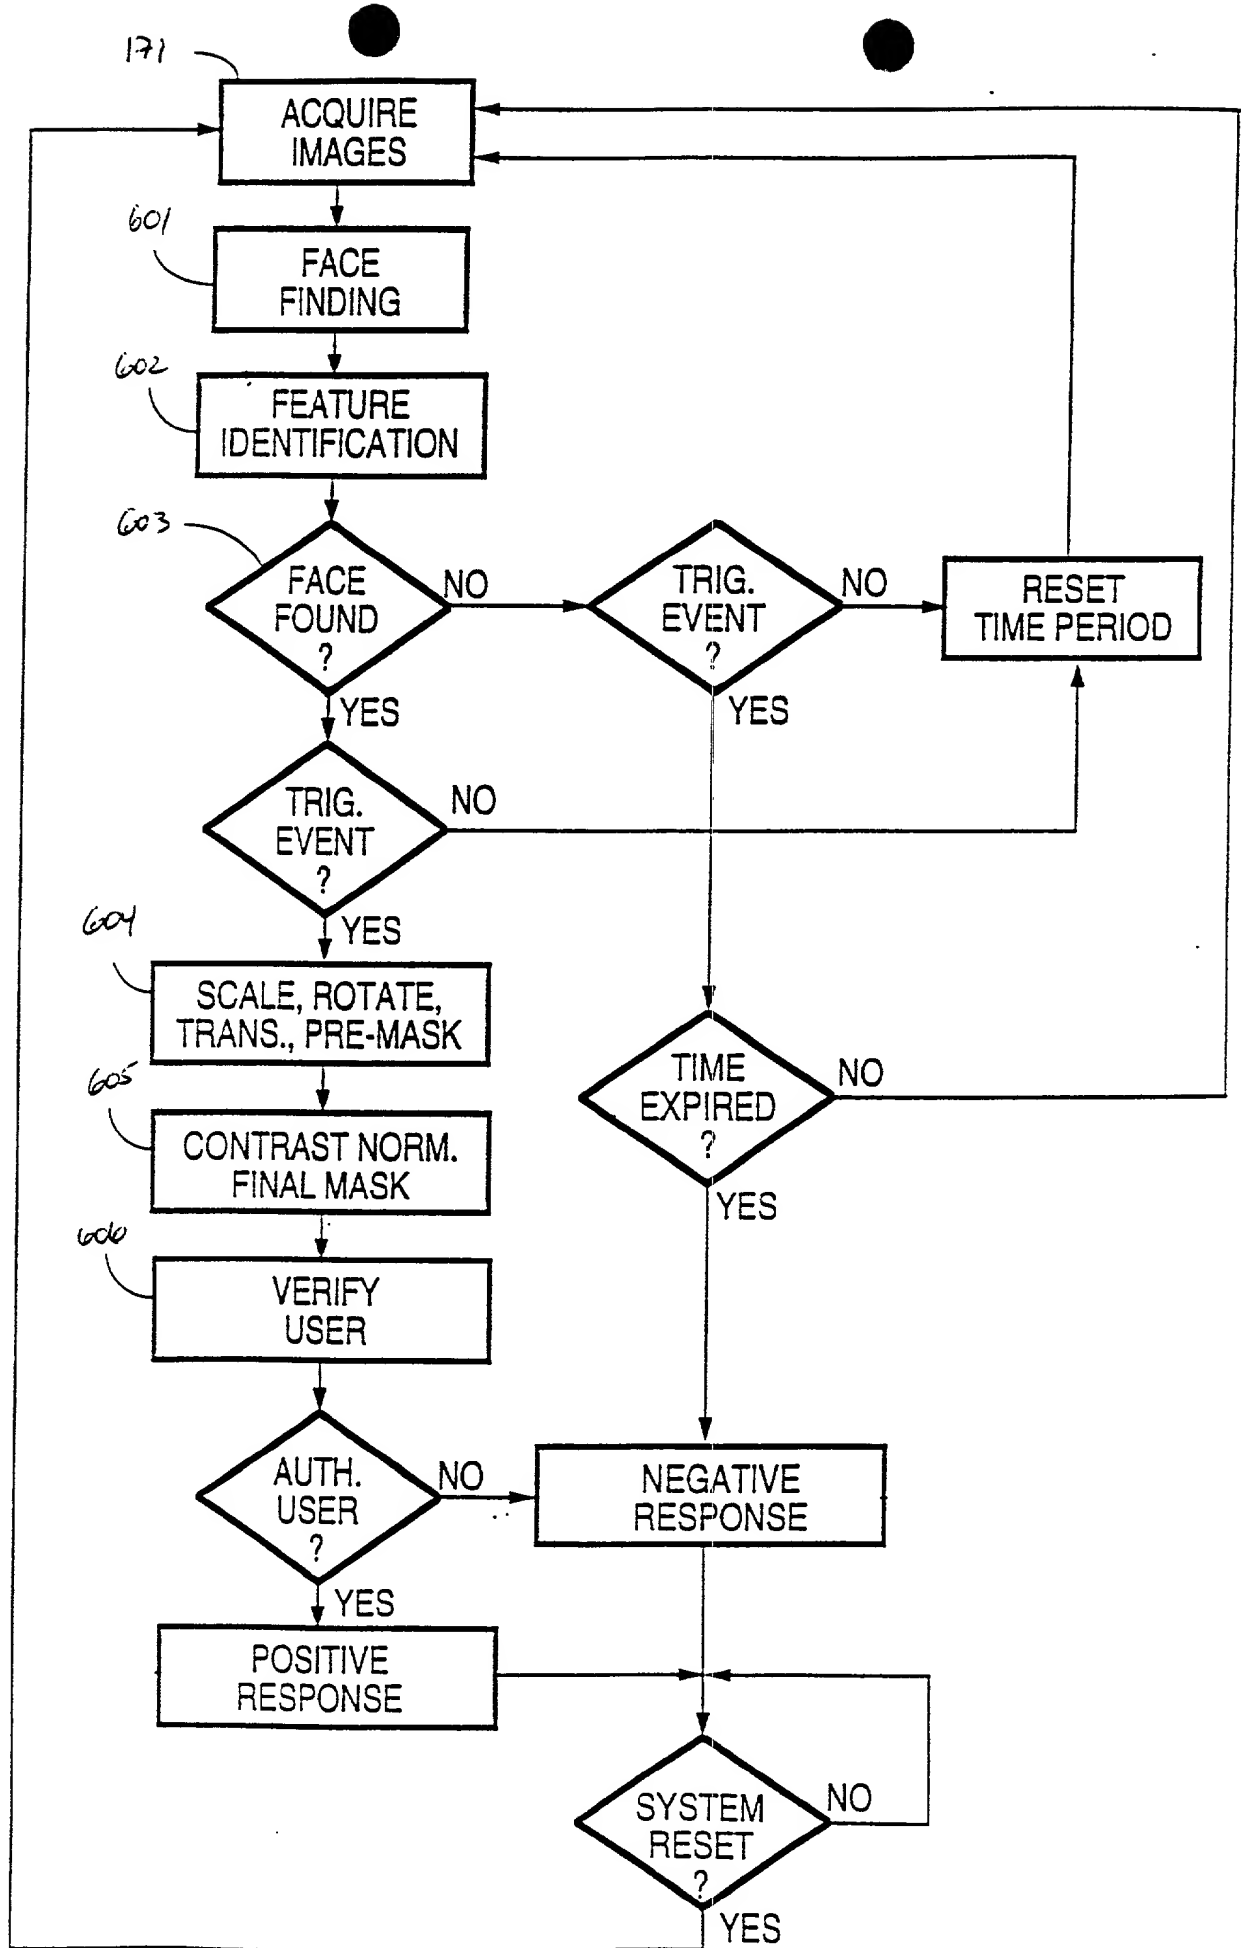 171
ACQUIRE
IMAGES
601
FACE
FINDING
602
FEATURE
IDENTIFICATION
603
FACE
FOUND
?
NO
TRIG.
EVENT
?
NO
RESET
TIME PERIOD
YES
YES
TRIG.
EVENT
?
NO
YES
604
SCALE, ROTATE,
TRANS., PRE-MASK
TIME
EXPIRED
?
NO
605
CONTRAST NORM.
FINAL MASK
YES
606
VERIFY
USER
AUTH.
USER
?
NO
NEGATIVE
RESPONSE
YES
POSITIVE
RESPONSE
SYSTEM
RESET
?
NO
YES